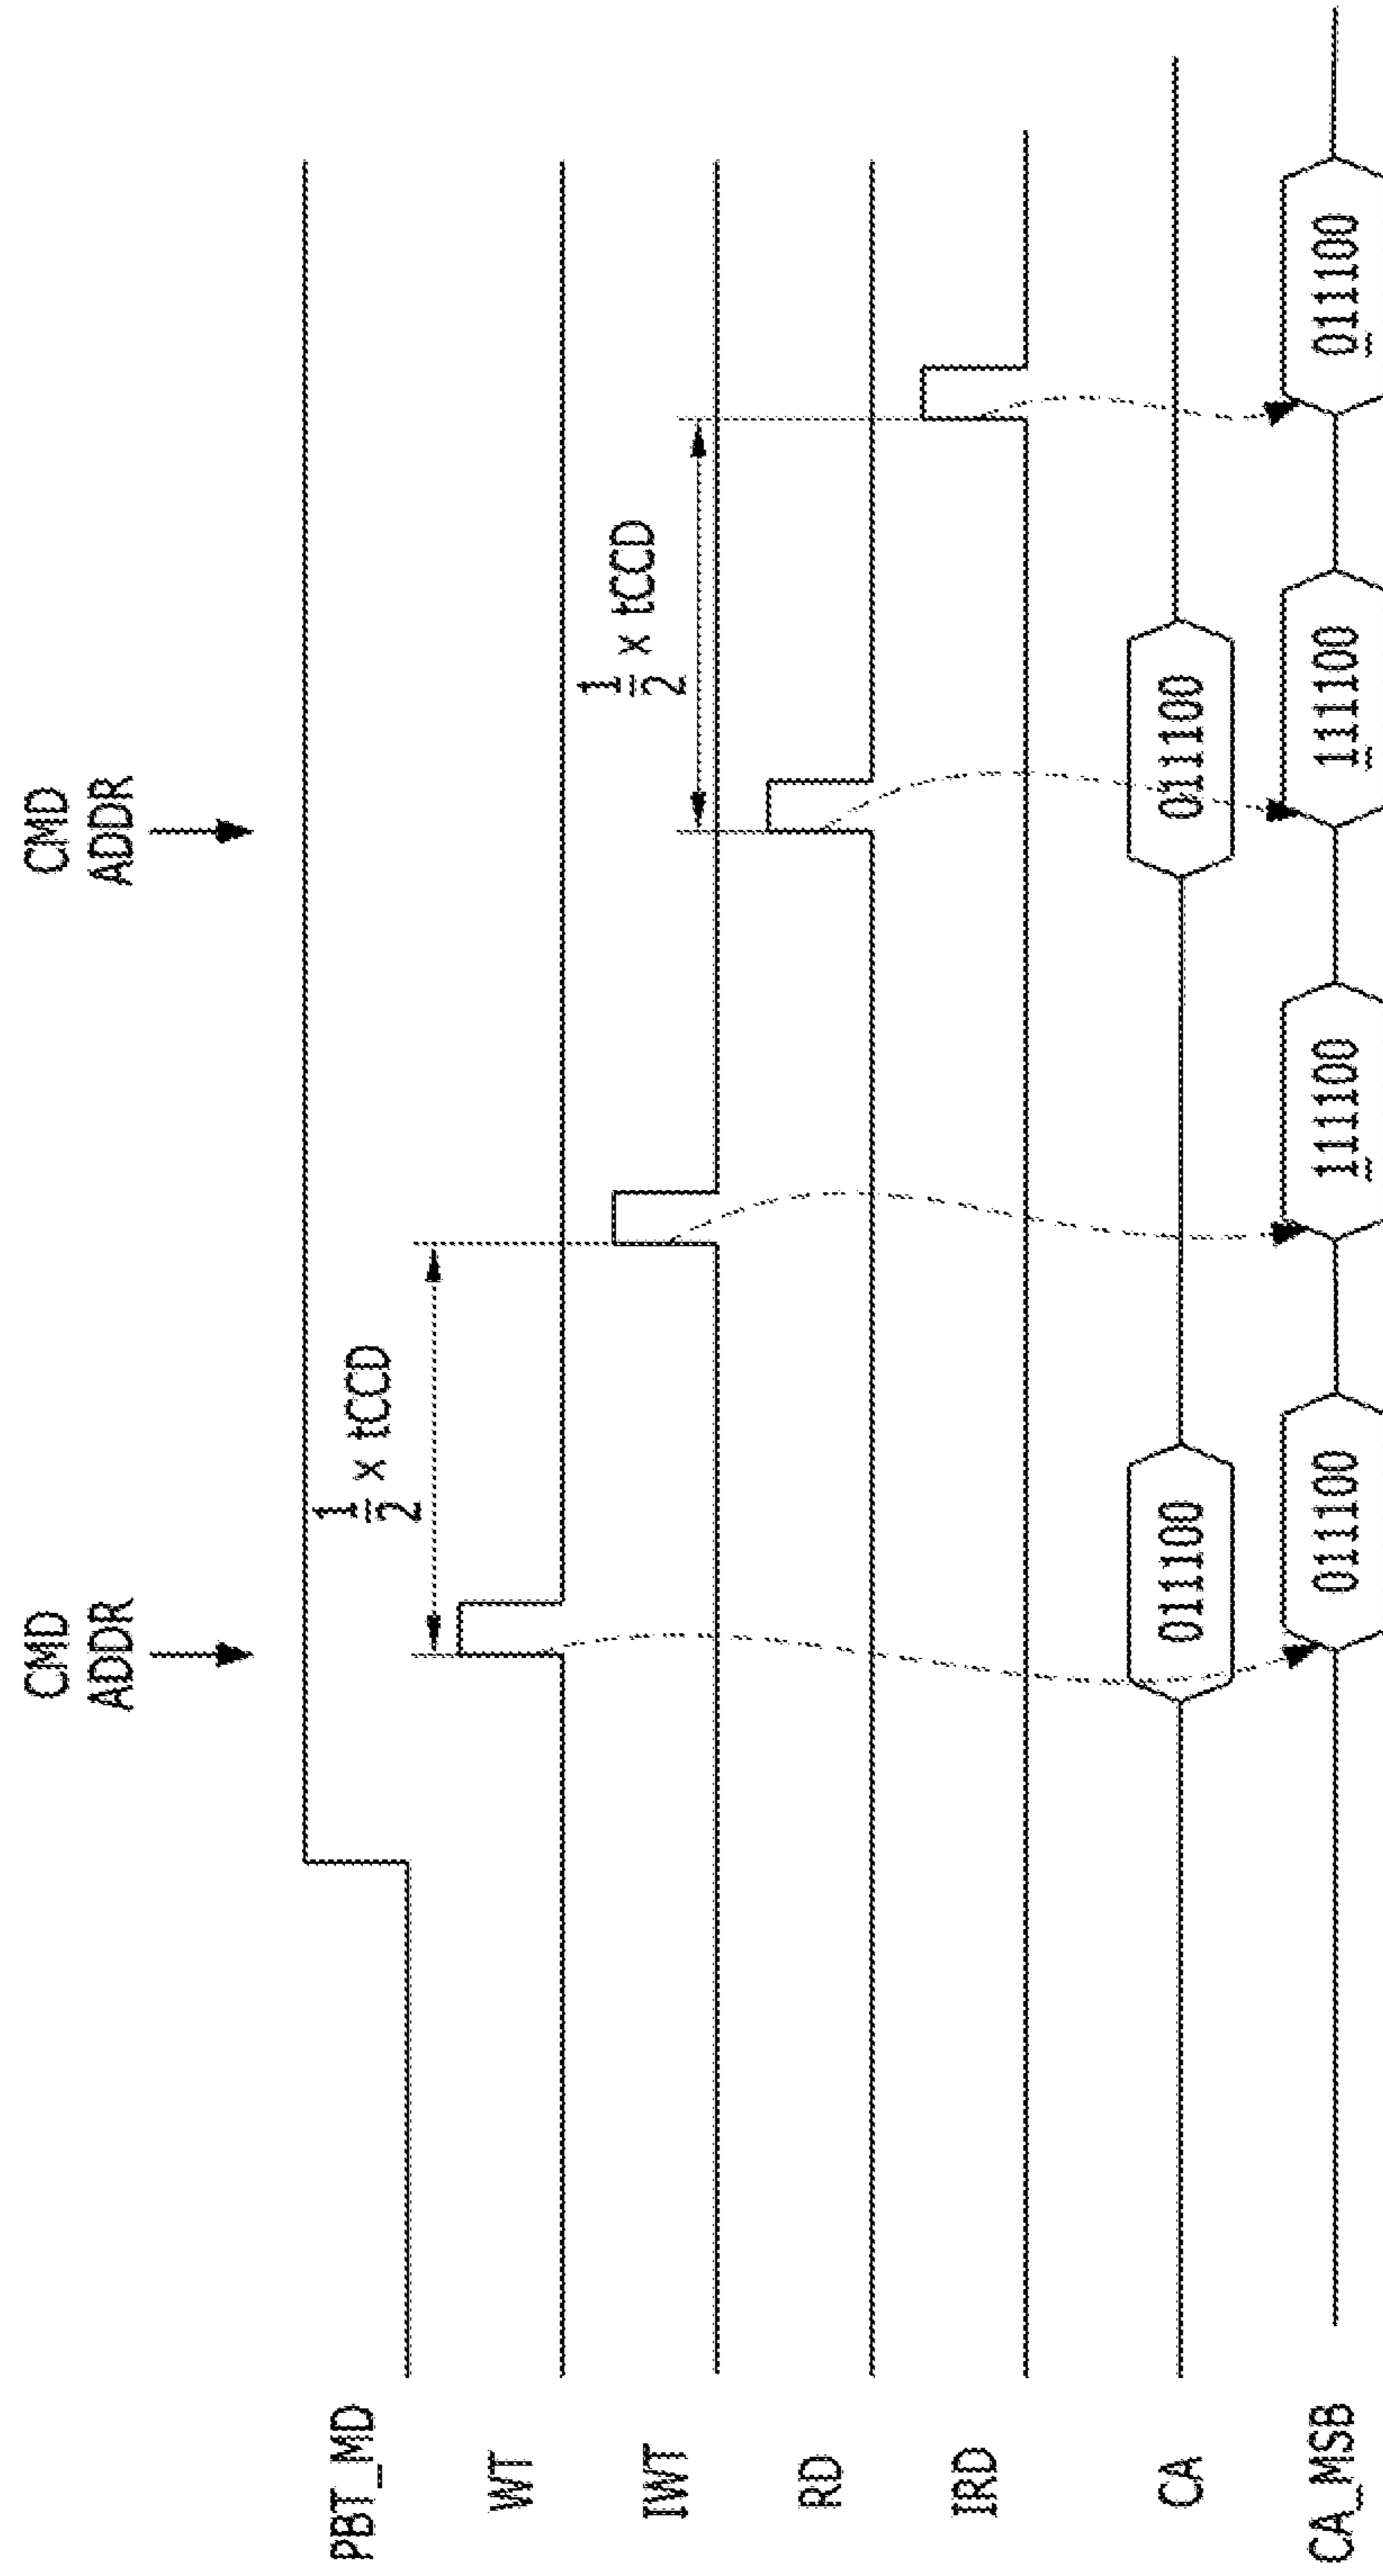 CMD
ADDR
CMD
ADDR
PBT_MD
1/2 x tCCD
WT
IWT
1/2 x tCCD
RD
IRD
CA
011100
011100
CA_MSB
011100
111100
111100
011100